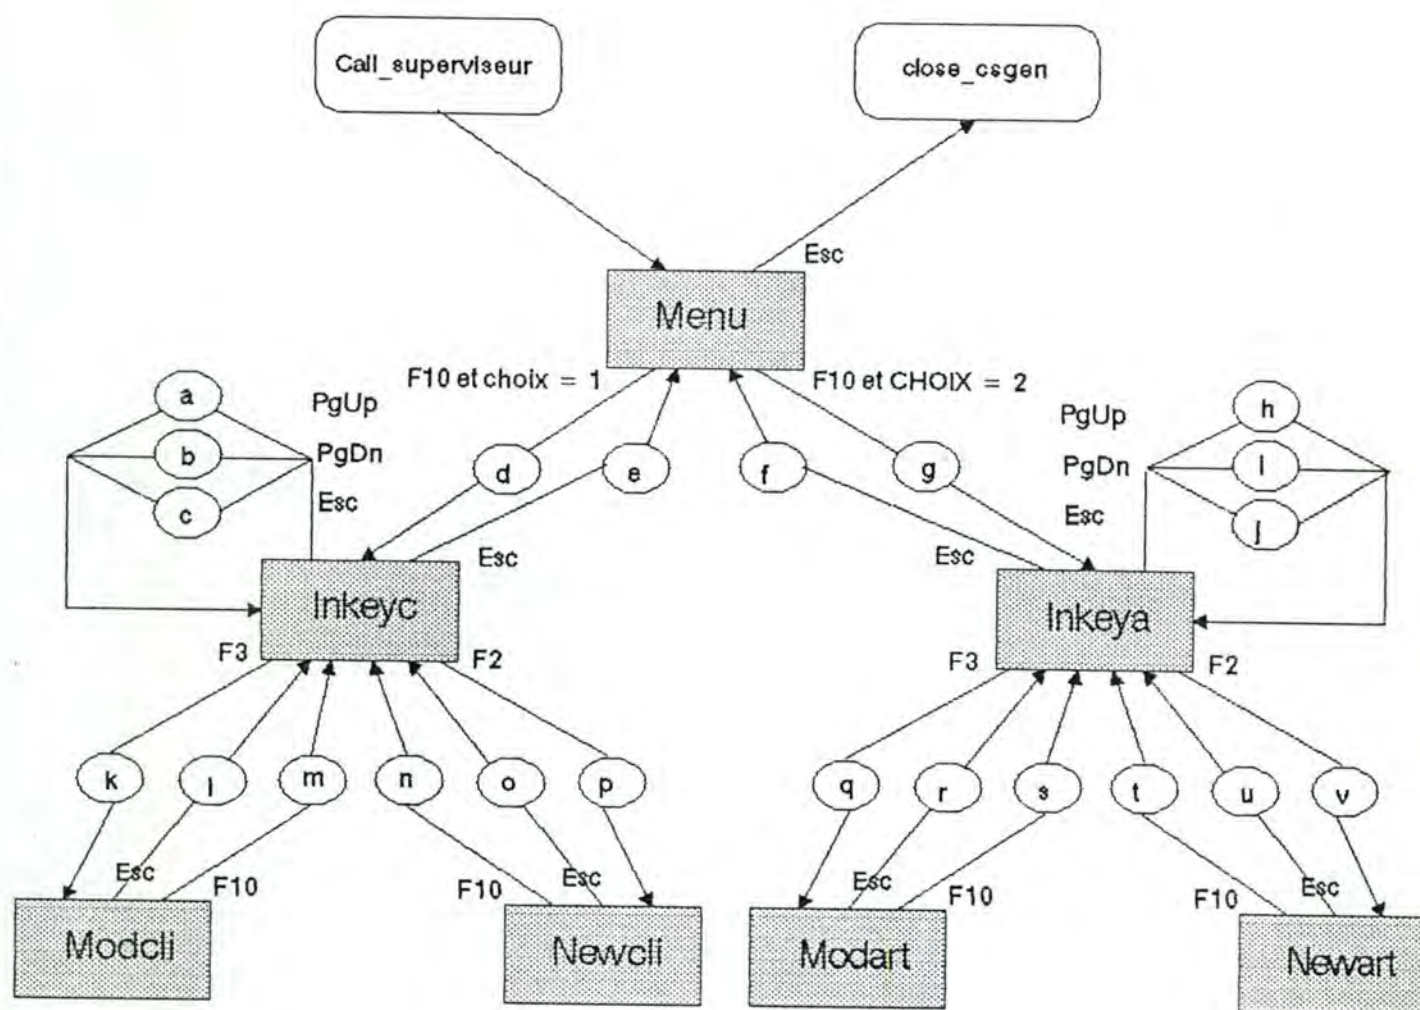 Call_superviseur
close_csgen
Esc
Menu
F10 et choix = 1
F10 et CHOIX = 2
a
PgUp
b
PgDn
c
Esc
d
e
f
g
PgUp
h
PgDn
i
Esc
j
Esc
Esc
Inkeyc
Inkeya
F3
F2
F3
F2
k
l
m
n
o
p
q
r
s
t
u
v
Esc
F10
F10
Esc
Esc
F10
F10
Esc
Modcli
Newcli
Modart
Newart